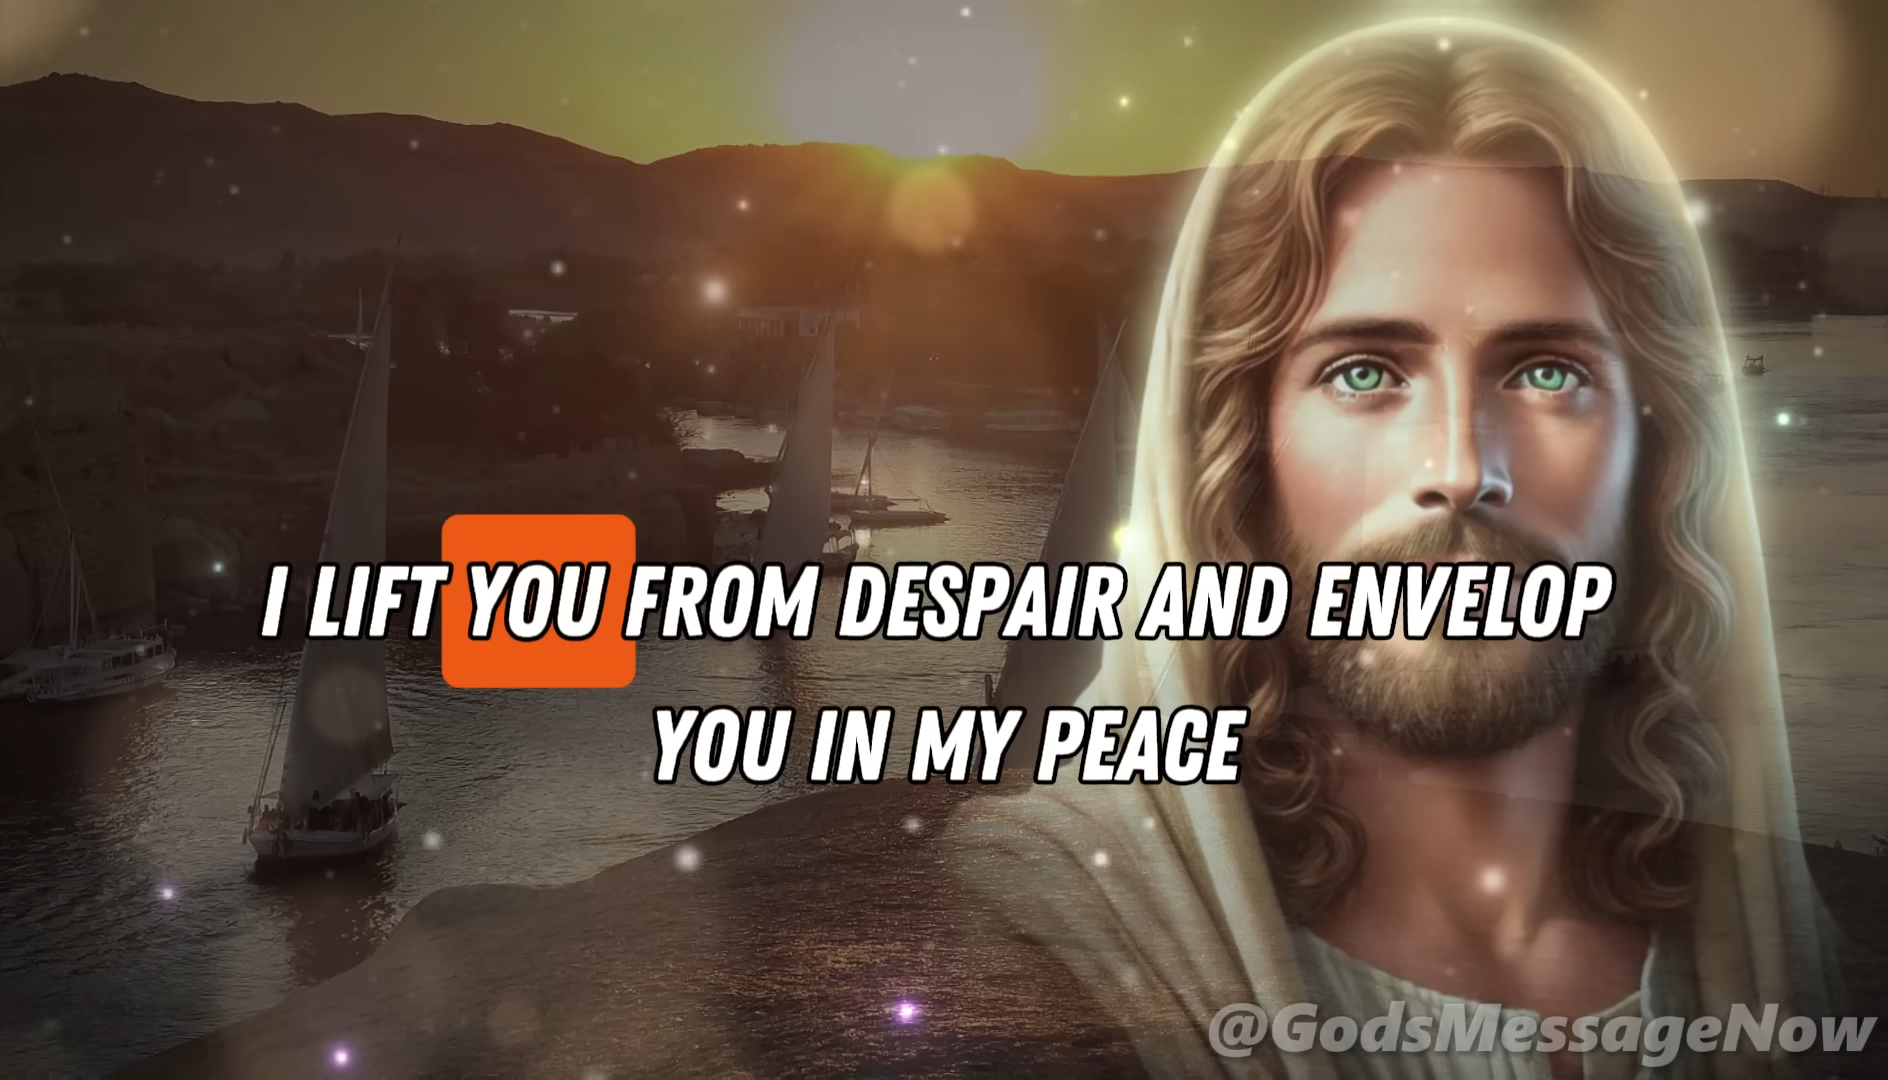 I LIFT YOU FROM DESPAIR AND ENVELOP
YOU IN MY PEACE
@GodsMessageNow